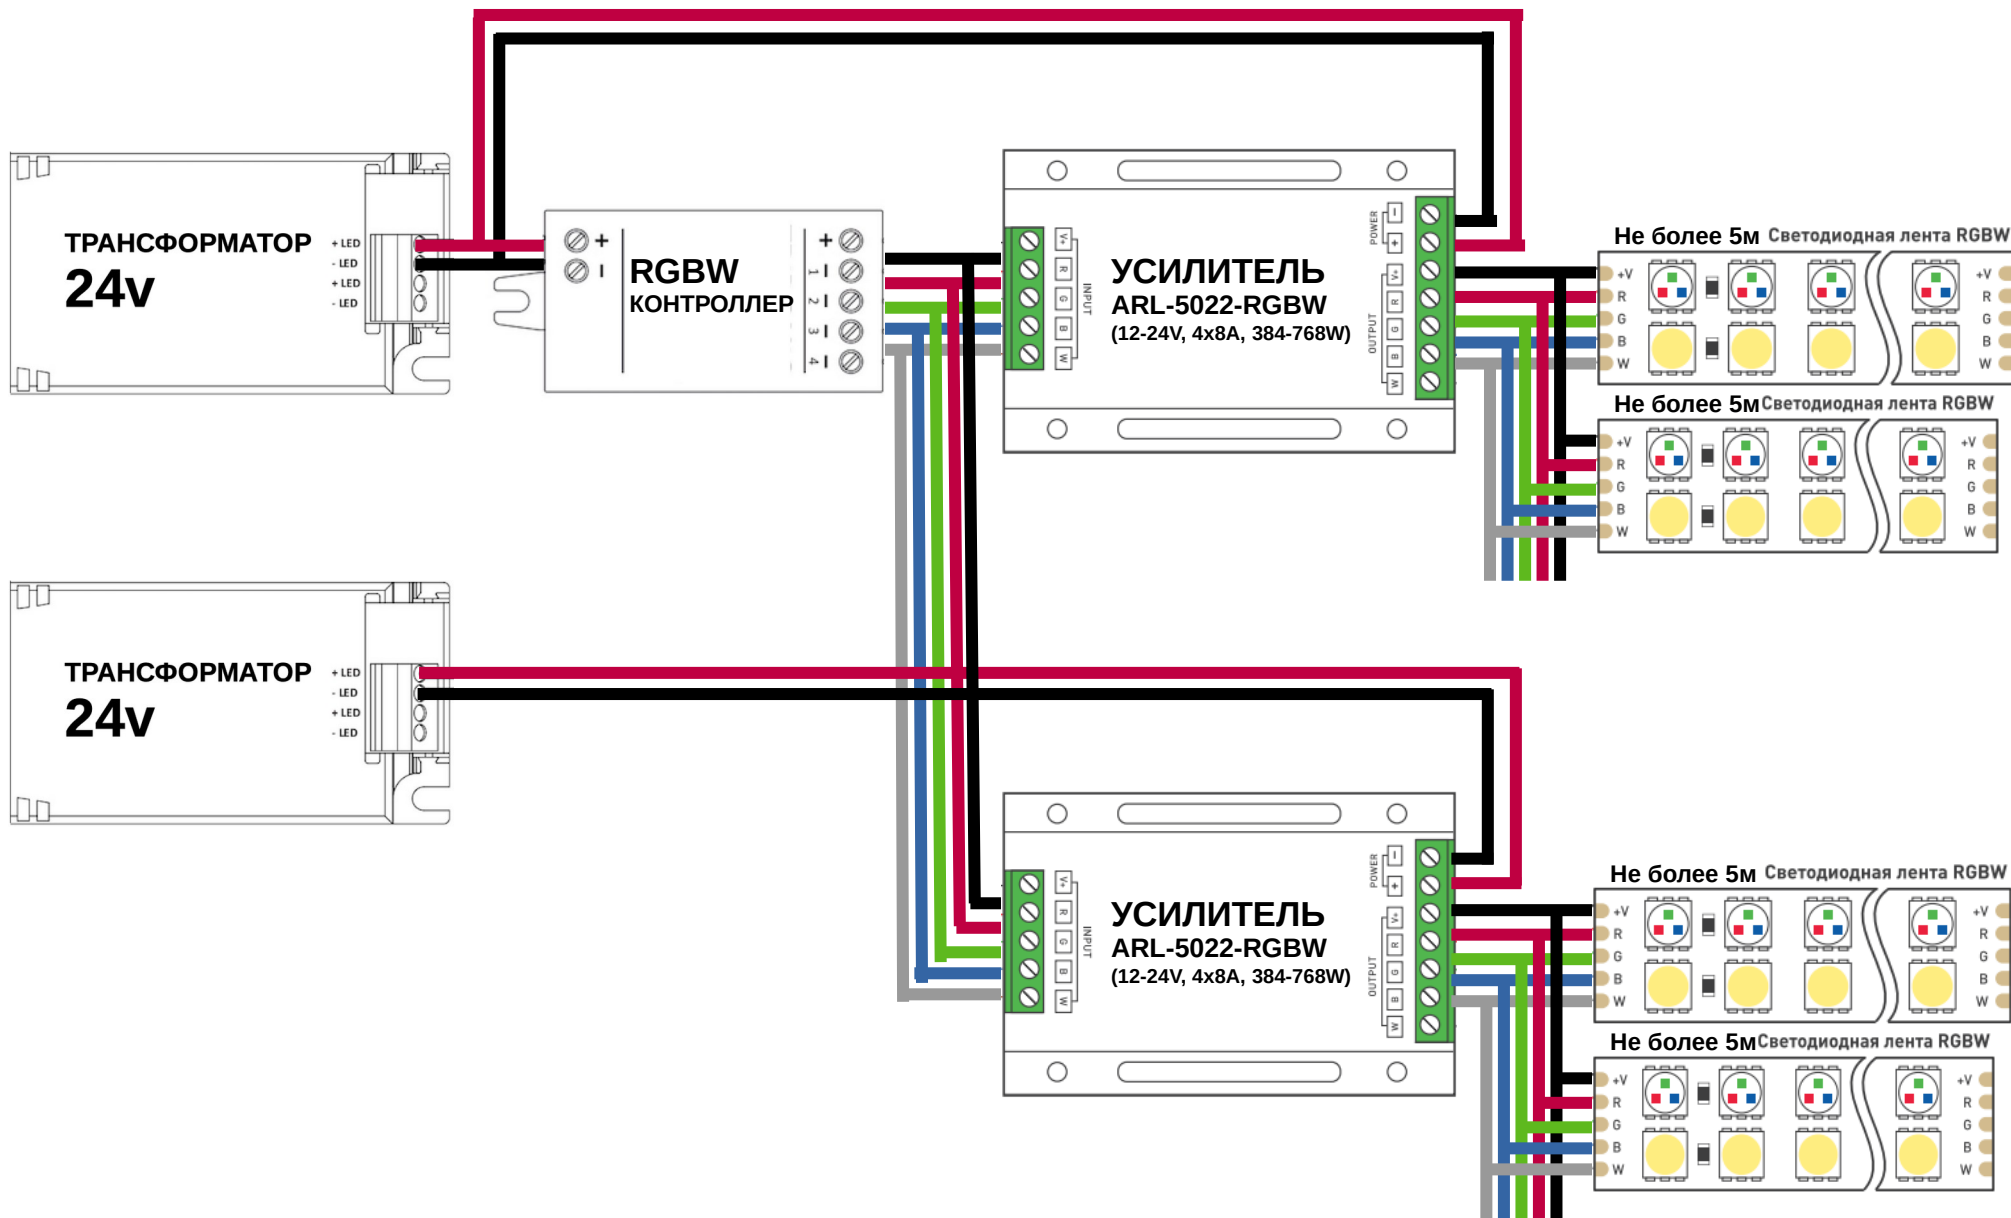 ТРАНСФОРМАТОР
24v
+ LED
- LED
+ LED
- LED
+
−
RGBW
КОНТРОЛЛЕР
+
1 −
2 −
3 −
4 −
V+
R
G
B
W
INPUT
УСИЛИТЕЛЬ
ARL-5022-RGBW
(12-24V, 4x8A, 384-768W)
POWER
−
+
OUTPUT
V+
R
G
B
W
Не более 5м Светодиодная лента RGBW
+V +V
R R
G G
B B
W W
Не более 5м Светодиодная лента RGBW
+V +V
R R
G G
B B
W W
ТРАНСФОРМАТОР
24v
+ LED
- LED
+ LED
- LED
V+
R
G
B
W
INPUT
УСИЛИТЕЛЬ
ARL-5022-RGBW
(12-24V, 4x8A, 384-768W)
POWER
−
+
OUTPUT
V+
R
G
B
W
Не более 5м Светодиодная лента RGBW
+V +V
R R
G G
B B
W W
Не более 5м Светодиодная лента RGBW
+V +V
R R
G G
B B
W W